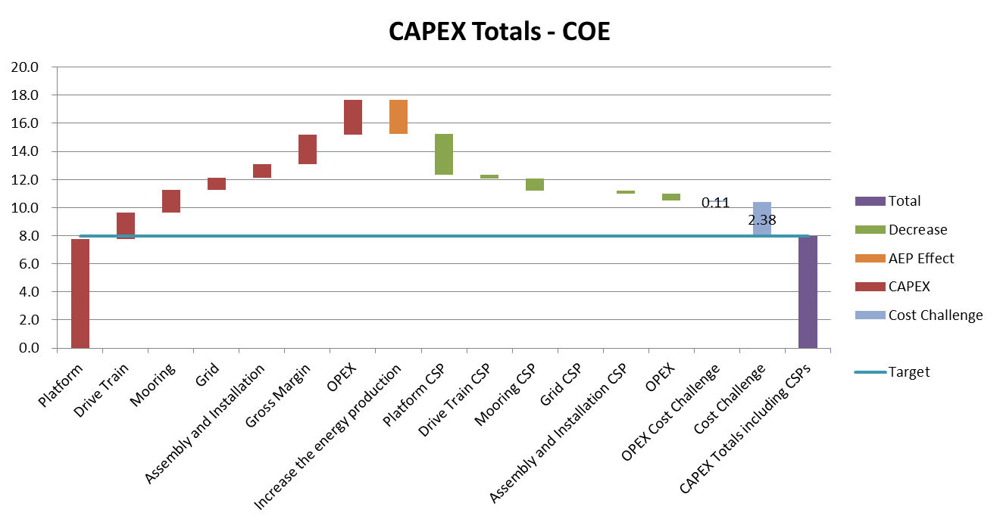 CAPEX Totals - COE
20.0
18.0
16.0
14.0
12.0
10.0
8.0
6.0
4.0
2.0
0.0
0.11
2.38
Platform
Drive Train
Mooring
Grid
Assembly and Installation
Gross Margin
OPEX
Increase the energy production
Platform CSP
Drive Train CSP
Mooring CSP
Grid CSP
Assembly and Installation CSP
OPEX
OPEX Cost Challenge
Cost Challenge
CAPEX Totals including CSPs
Total
Decrease
AEP Effect
CAPEX
Cost Challenge
Target